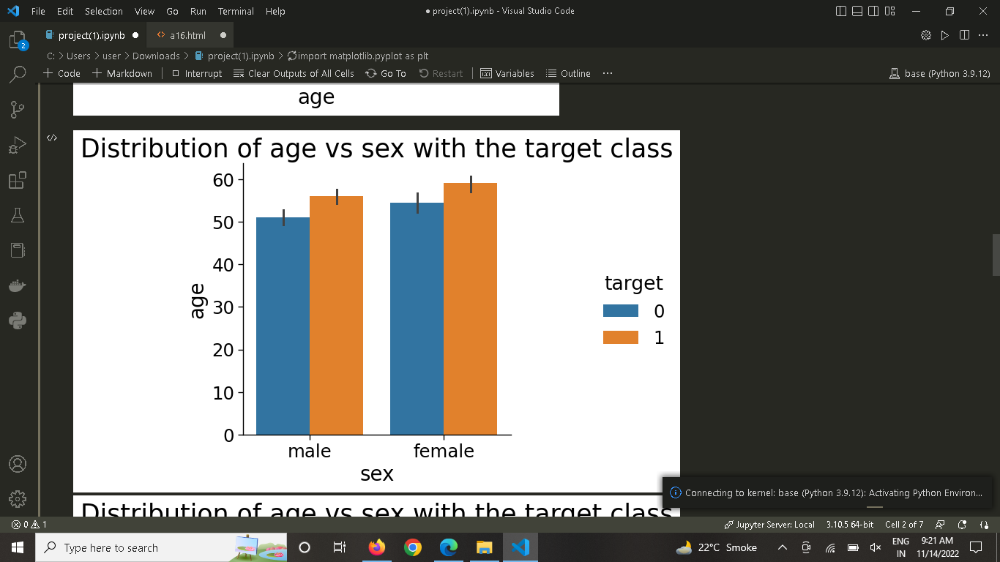 File Edit Selection View Go Run Terminal Help
● project(1).ipynb - Visual Studio Code
project(1).ipynb ●
a16.html ●
C: > Users > user > Downloads > project(1).ipynb > import matplotlib.pyplot as plt
+ Code + Markdown Interrupt Clear Outputs of All Cells Go To Restart Variables Outline ...
base (Python 3.9.12)
2
age
Distribution of age vs sex with the target class
60
50
40
30
20
10
0
age
male female
sex
target
0
1
Connecting to kernel: base (Python 3.9.12): Activating Python Environ...
Distribution of age vs sex with the target class
0 1
Jupyter Server: Local 3.10.5 64-bit Cell 2 of 7
Type here to search
22°C Smoke
ENG
IN
9:21 AM
11/14/2022